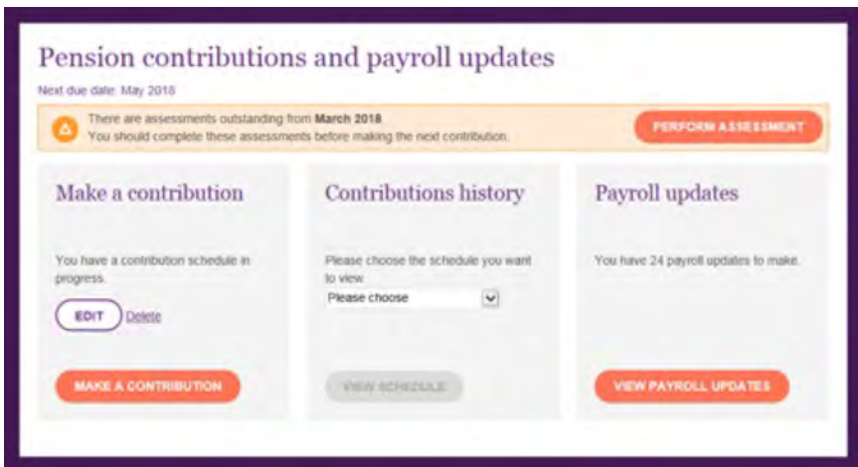 Pension contributions and payroll updates
Next due date: May 2018
There are assessments outstanding from March 2018
You should complete these assessments before making the next contribution.
PERFORM ASSESSMENT
Make a contribution
You have a contribution schedule in
progress.
EDIT Delete
MAKE A CONTRIBUTION
Contributions history
Please choose the schedule you want
to view.
Please choose
VIEW SCHEDULE
Payroll updates
You have 24 payroll updates to make.
VIEW PAYROLL UPDATES